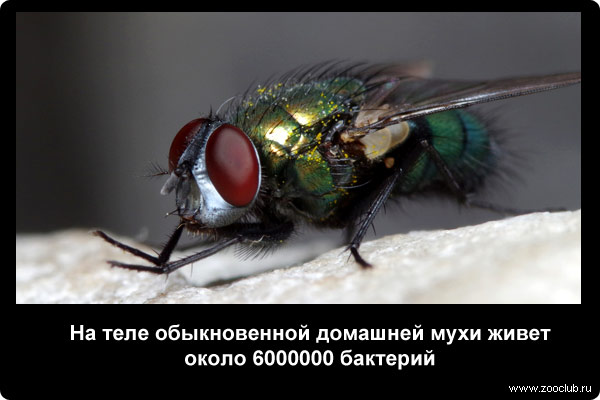 На теле обыкновенной домашней мухи живет
около 6000000 бактерий
www.zooclub.ru